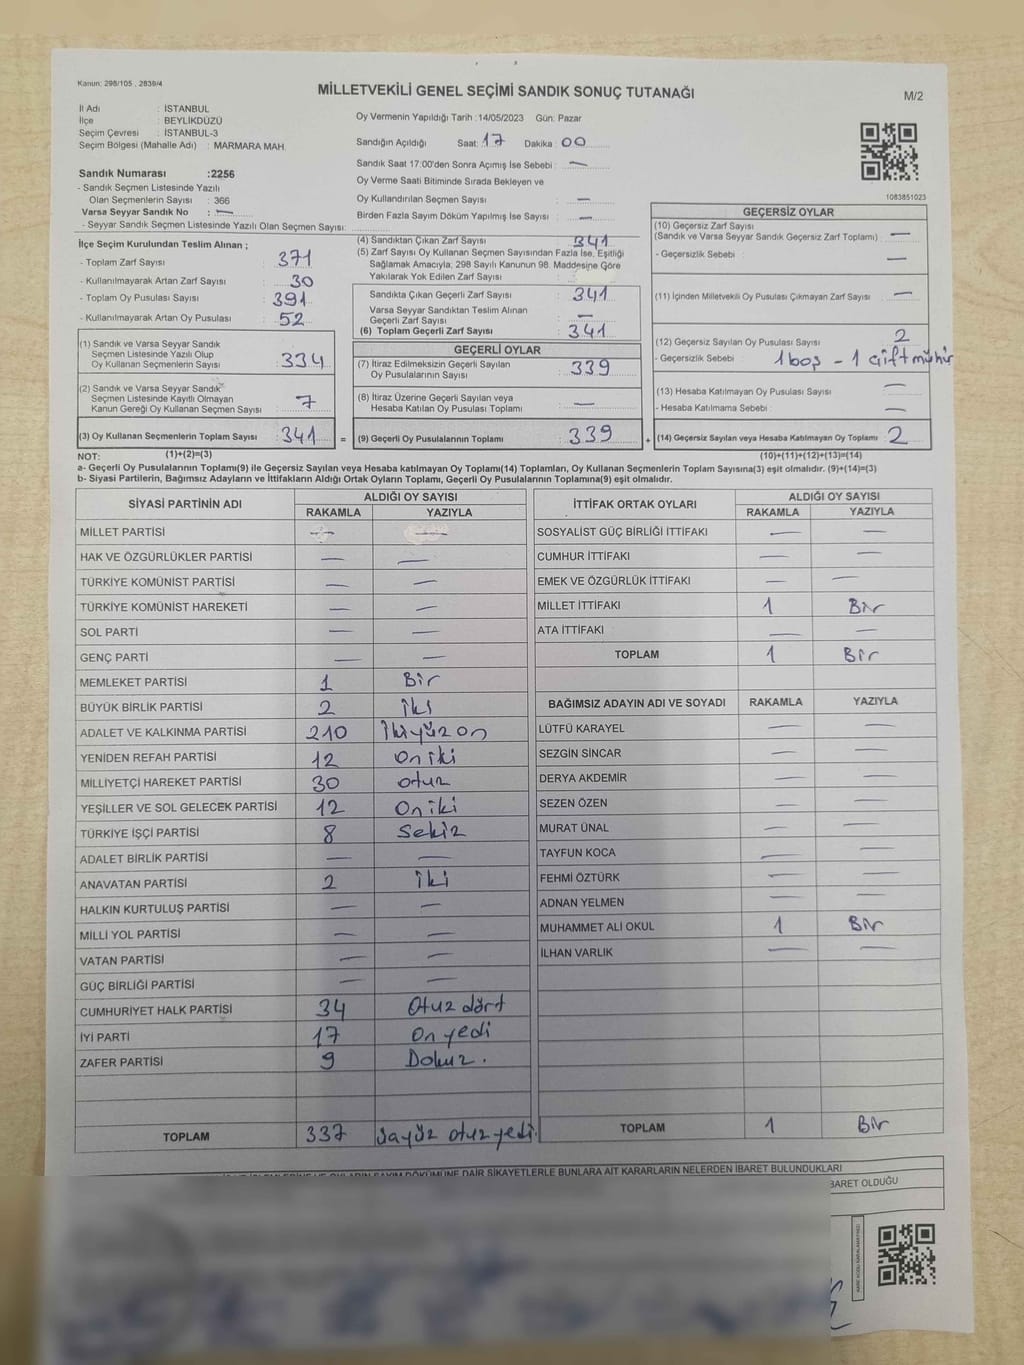 Kanun: 298/105 , 2839/4
MİLLETVEKİLİ GENEL SEÇİMİ SANDIK SONUÇ TUTANAĞI
M/2
İl Adı : İSTANBUL
İlçe : BEYLİKDÜZÜ
Seçim Çevresi : İSTANBUL-3
Seçim Bölgesi (Mahalle Adı) : MARMARA MAH.
Oy Vermenin Yapıldığı Tarih : 14/05/2023 Gün: Pazar
Sandığın Açıldığı Saat: 17 Dakika : 00
Sandık Saat 17:00'den Sonra Açılmış İse Sebebi : —
Oy Verme Saati Bitiminde Sırada Bekleyen ve
Oy Kullandırılan Seçmen Sayısı : —
Birden Fazla Sayım Döküm Yapılmış İse Sayısı : —
1083851023
Sandık Numarası :2256
- Sandık Seçmen Listesinde Yazılı
Olan Seçmenlerin Sayısı : 366
Varsa Seyyar Sandık No : —
- Seyyar Sandık Seçmen Listesinde Yazılı Olan Seçmen Sayısı:
İlçe Seçim Kurulundan Teslim Alınan ;
- Toplam Zarf Sayısı : 371
- Kullanılmayarak Artan Zarf Sayısı : 30
- Toplam Oy Pusulası Sayısı : 391
- Kullanılmayarak Artan Oy Pusulası : 52
(1) Sandık ve Varsa Seyyar Sandık
Seçmen Listesinde Yazılı Olup
Oy Kullanan Seçmenlerin Sayısı : 334
(2) Sandık ve Varsa Seyyar Sandık
Seçmen Listesinde Kayıtlı Olmayan
Kanun Gereği Oy Kullanan Seçmen Sayısı : 7
(3) Oy Kullanan Seçmenlerin Toplam Sayısı : 341 =
(4) Sandıktan Çıkan Zarf Sayısı : 341
(5) Zarf Sayısı Oy Kullanan Seçmen Sayısından Fazla İse, Eşitliği
Sağlamak Amacıyla, 298 Sayılı Kanunun 98. Maddesine Göre
Yakılarak Yok Edilen Zarf Sayısı :
Sandıkta Çıkan Geçerli Zarf Sayısı : 341
Varsa Seyyar Sandıktan Teslim Alınan
Geçerli Zarf Sayısı : —
(6) Toplam Geçerli Zarf Sayısı : 341
GEÇERLİ OYLAR
(7) İtiraz Edilmeksizin Geçerli Sayılan
Oy Pusulalarının Sayısı : 339
(8) İtiraz Üzerine Geçerli Sayılan veya
Hesaba Katılan Oy Pusulası Toplamı : —
(9) Geçerli Oy Pusulalarının Toplamı : 339 +
GEÇERSİZ OYLAR
(10) Geçersiz Zarf Sayısı
(Sandık ve Varsa Seyyar Sandık Geçersiz Zarf Toplamı) : —
- Geçersizlik Sebebi : —
(11) İçinden Milletvekili Oy Pusulası Çıkmayan Zarf Sayısı : —
(12) Geçersiz Sayılan Oy Pusulası Sayısı : 2
- Geçersizlik Sebebi : 1 boş - 1 çift mühür
(13) Hesaba Katılmayan Oy Pusulası Sayısı : —
- Hesaba Katılmama Sebebi : —
(14) Geçersiz Sayılan veya Hesaba Katılmayan Oy Toplamı : 2
NOT: (1)+(2)=(3)
(10)+(11)+(12)+(13)=(14)
a- Geçerli Oy Pusulalarının Toplamı(9) ile Geçersiz Sayılan veya Hesaba katılmayan Oy Toplamı(14) Toplamları, Oy Kullanan Seçmenlerin Toplam Sayısına(3) eşit olmalıdır. (9)+(14)=(3)
b- Siyasi Partilerin, Bağımsız Adayların ve İttifakların Aldığı Ortak Oyların Toplamı, Geçerli Oy Pusulalarının Toplamına(9) eşit olmalıdır.
SİYASİ PARTİNİN ADI ALDIĞI OY SAYISI
RAKAMLA YAZIYLA
MİLLET PARTİSİ — —
HAK VE ÖZGÜRLÜKLER PARTİSİ — —
TÜRKİYE KOMÜNİST PARTİSİ — —
TÜRKİYE KOMÜNİST HAREKETİ — —
SOL PARTİ — —
GENÇ PARTİ — —
MEMLEKET PARTİSİ 1 Bir
BÜYÜK BİRLİK PARTİSİ 2 İki
ADALET VE KALKINMA PARTİSİ 210 İkiyüz on
YENİDEN REFAH PARTİSİ 12 On iki
MİLLİYETÇİ HAREKET PARTİSİ 30 otuz
YEŞİLLER VE SOL GELECEK PARTİSİ 12 On iki
TÜRKİYE İŞÇİ PARTİSİ 8 Sekiz
ADALET BİRLİK PARTİSİ — —
ANAVATAN PARTİSİ 2 İki
HALKIN KURTULUŞ PARTİSİ — —
MİLLİ YOL PARTİSİ — —
VATAN PARTİSİ — —
GÜÇ BİRLİĞİ PARTİSİ — —
CUMHURİYET HALK PARTİSİ 34 Otuz dört
İYİ PARTİ 17 On yedi
ZAFER PARTİSİ 9 Dokuz.
TOPLAM 337 üçyüz otuz yedi.
İTTİFAK ORTAK OYLARI ALDIĞI OY SAYISI
RAKAMLA YAZIYLA
SOSYALİST GÜÇ BİRLİĞİ İTTİFAKI — —
CUMHUR İTTİFAKI — —
EMEK VE ÖZGÜRLÜK İTTİFAKI — —
MİLLET İTTİFAKI 1 Bir
ATA İTTİFAKI — —
TOPLAM 1 Bir
BAĞIMSIZ ADAYIN ADI VE SOYADI RAKAMLA YAZIYLA
LÜTFÜ KARAYEL — —
SEZGİN SİNCAR — —
DERYA AKDEMİR — —
SEZEN ÖZEN — —
MURAT ÜNAL — —
TAYFUN KOCA — —
FEHMİ ÖZTÜRK — —
ADNAN YELMEN — —
MUHAMMET ALİ OKUL 1 Bir
İLHAN VARLIK — —
TOPLAM 1 Bir
DAİR ŞİKAYETLERLE BUNLARA AİT KARARLARIN NELERDEN İBARET BULUNDUKLARI
BARET OLDUĞU